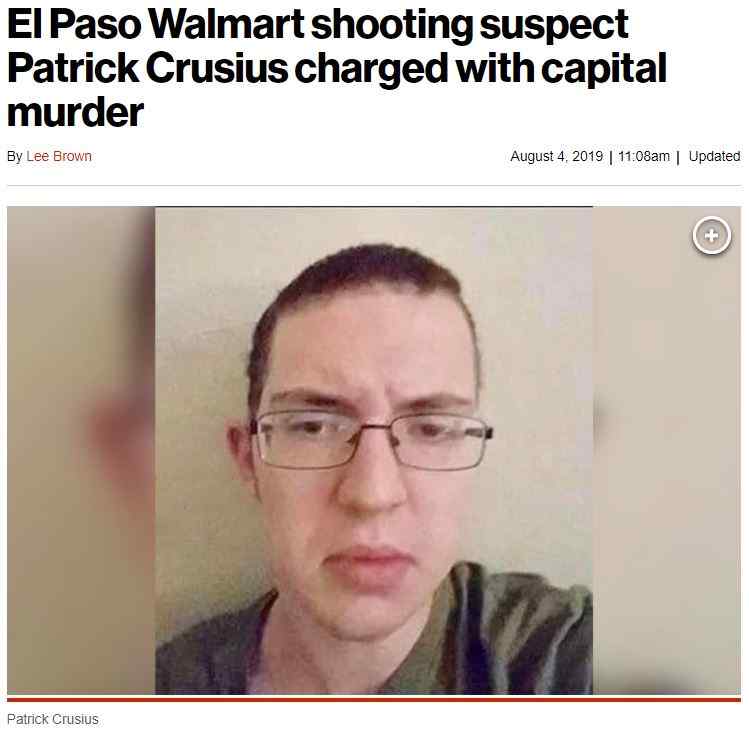 El Paso Walmart shooting suspect
Patrick Crusius charged with capital
murder
By Lee Brown
August 4, 2019 | 11:08am | Updated
Patrick Crusius